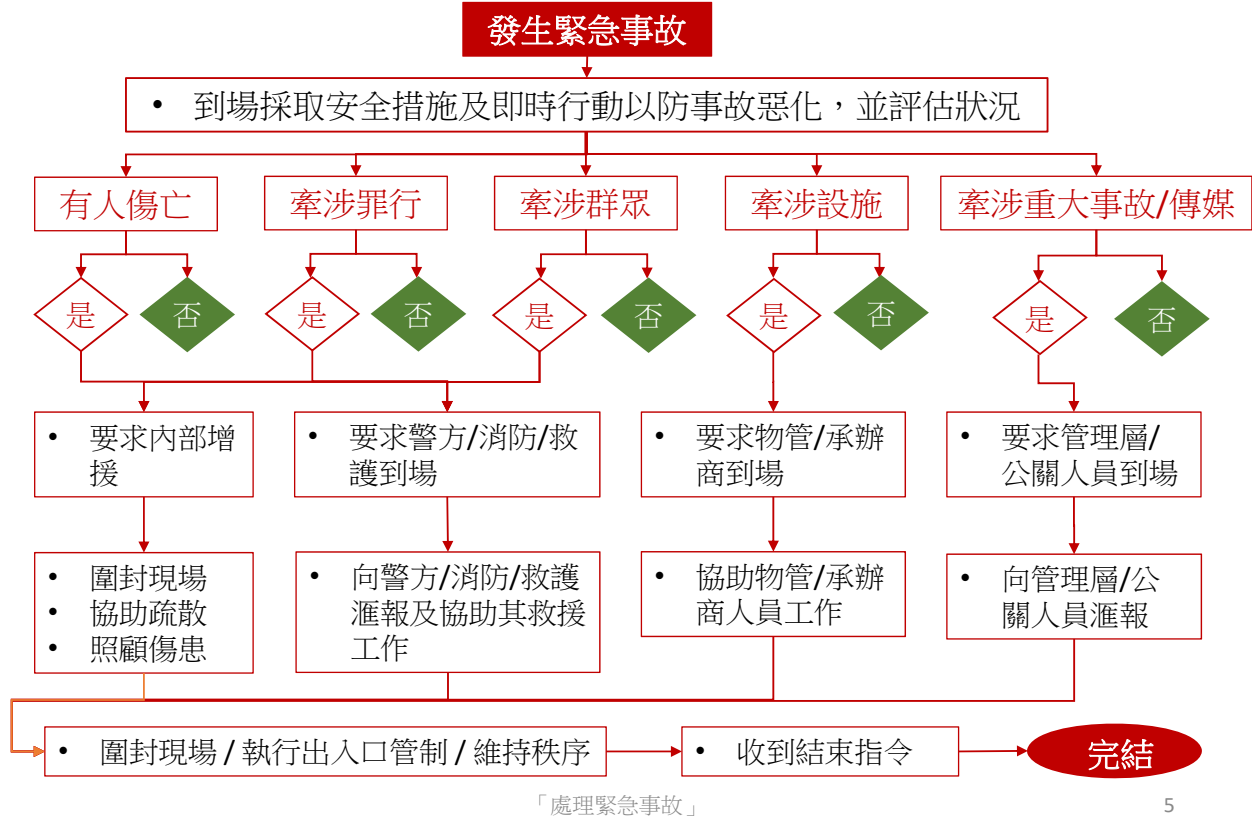 發生緊急事故
• 到場採取安全措施及即時行動以防事故惡化，並評估狀況
有人傷亡
牽涉罪行
牽涉群眾
牽涉設施
牽涉重大事故/傳媒
是
否
是
否
是
否
是
否
是
否
• 要求內部增
援
• 要求警方/消防/救
護到場
• 要求物管/承辦
商到場
• 要求管理層/
公關人員到場
• 圍封現場
• 協助疏散
• 照顧傷患
• 向警方/消防/救護
滙報及協助其救援
工作
• 協助物管/承辦
商人員工作
• 向管理層/公
關人員滙報
• 圍封現場 / 執行出入口管制 / 維持秩序
• 收到結束指令
完結
「處理緊急事故」
5